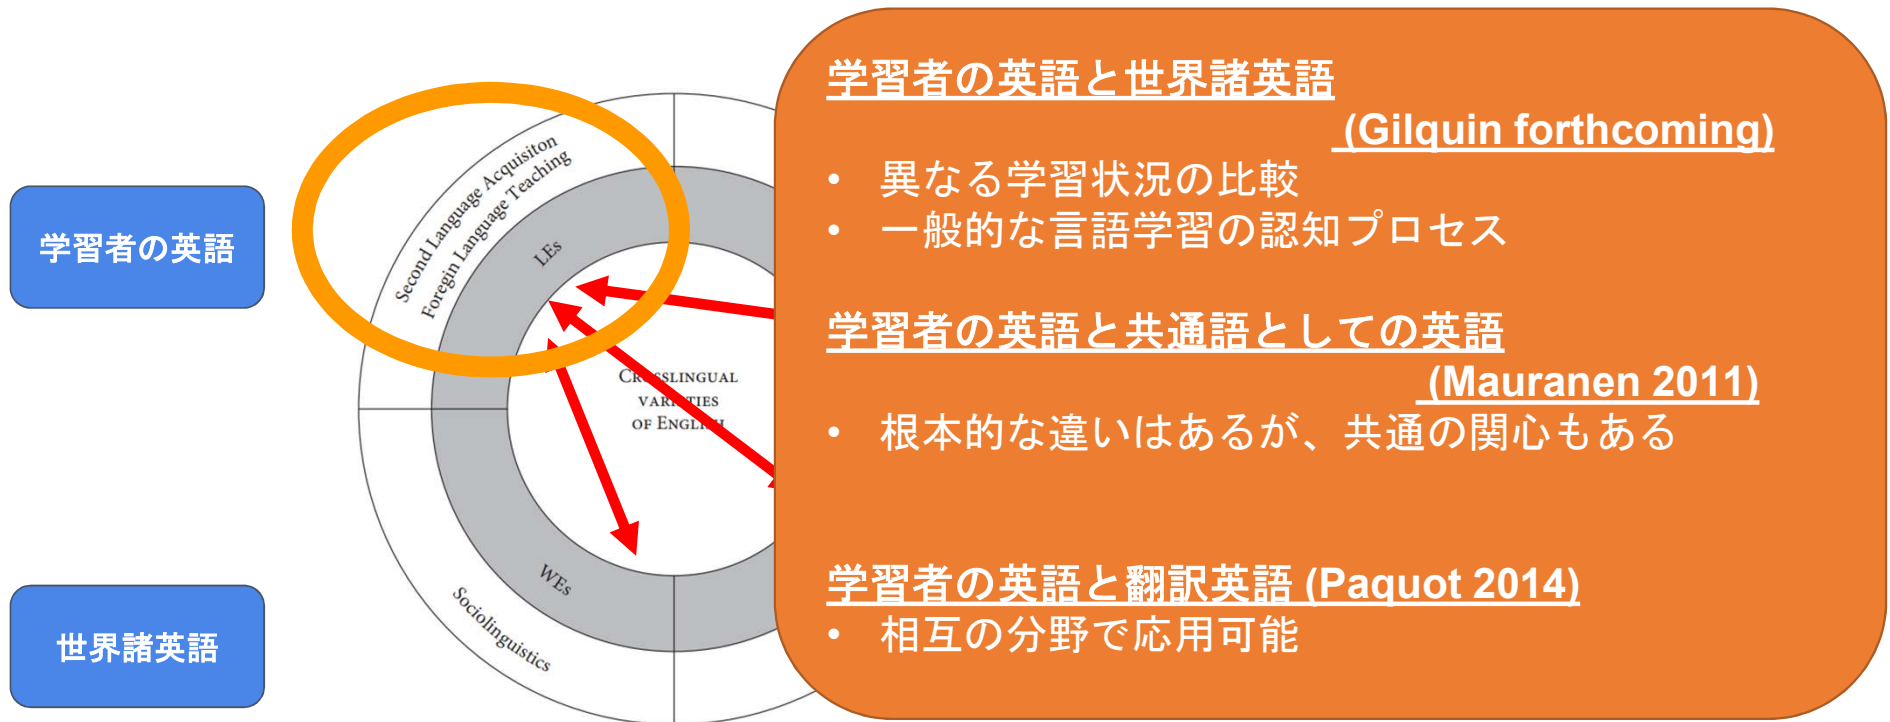 学習者の英語
世界諸英語
Second Language Acquisiton
Foregin Language Teaching
LEs
CROSSLINGUAL
VARIETIES
OF ENGLISH
WEs
Sociolinguistics
学習者の英語と世界諸英語
(Gilquin forthcoming)
• 異なる学習状況の比較
• 一般的な言語学習の認知プロセス
学習者の英語と共通語としての英語
(Mauranen 2011)
• 根本的な違いはあるが、共通の関心もある
学習者の英語と翻訳英語 (Paquot 2014)
• 相互の分野で応用可能